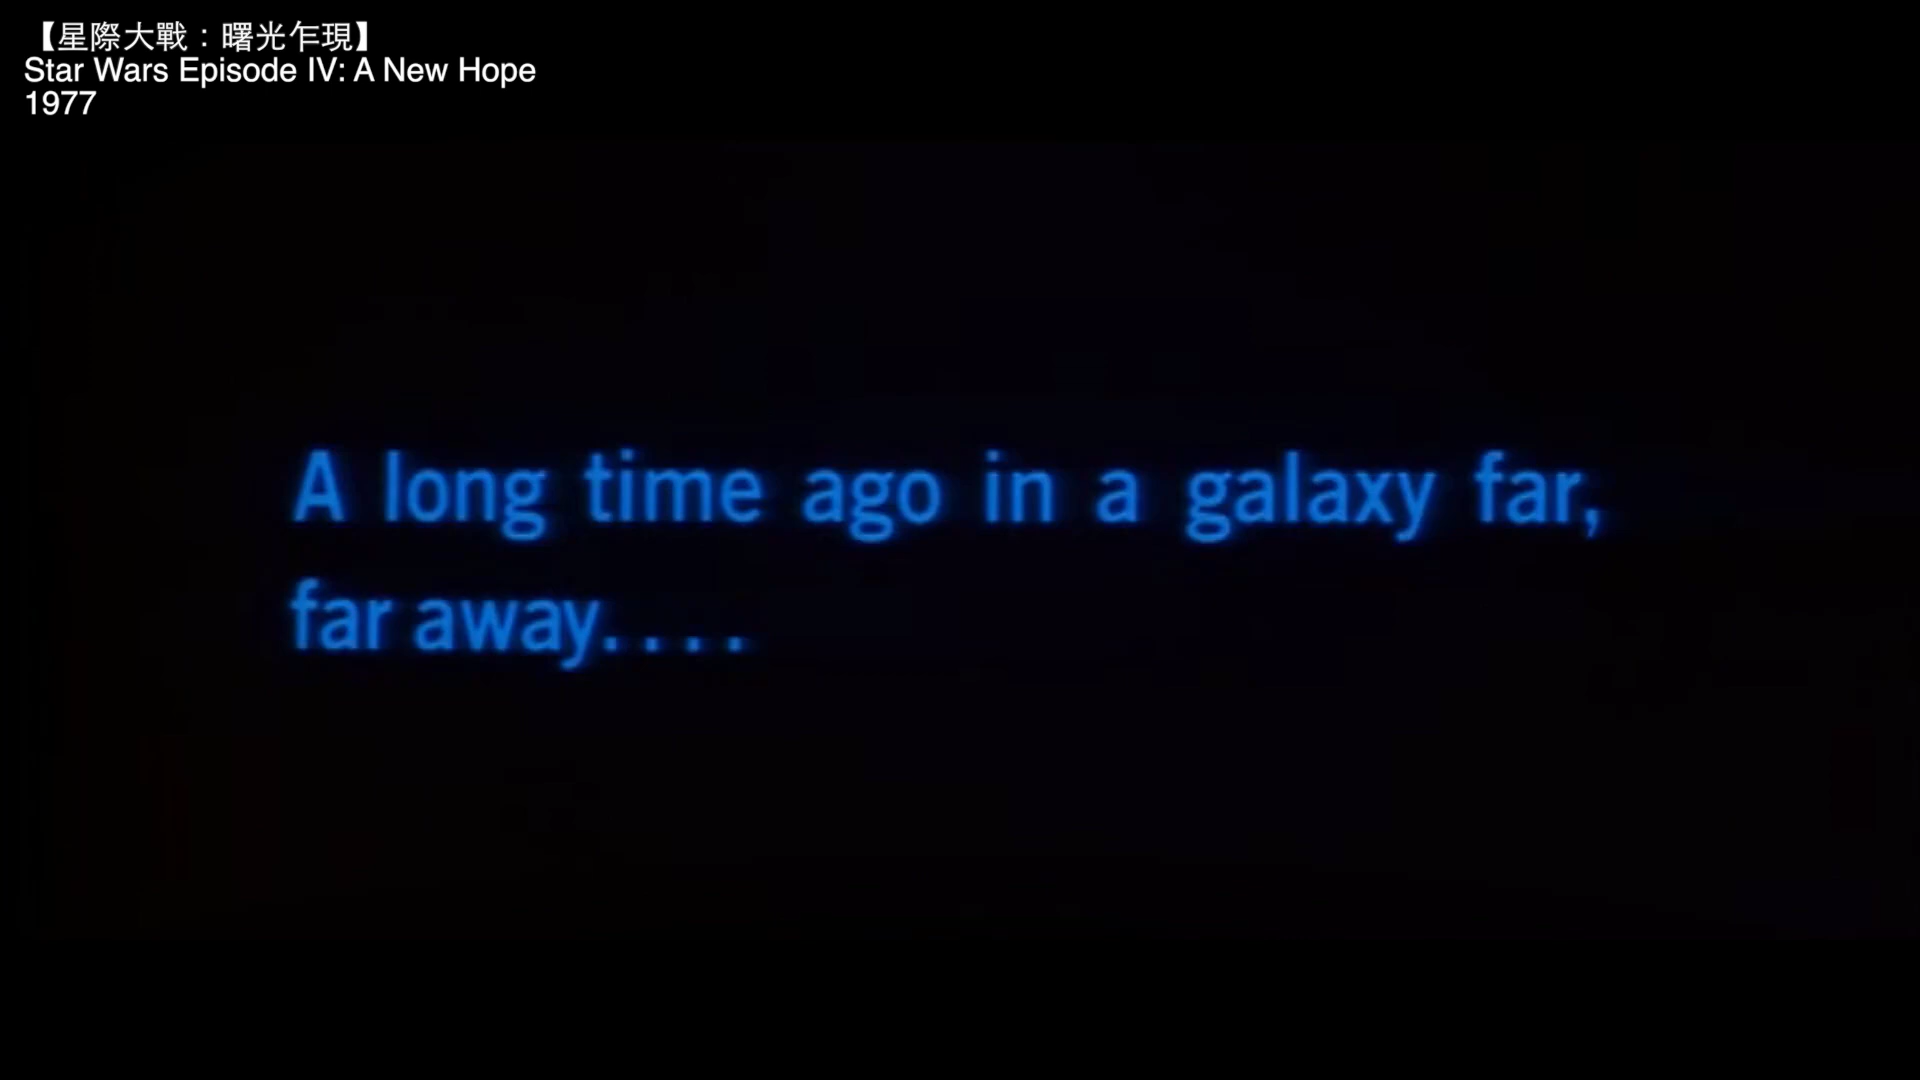 【星際大戰：曙光乍現】
Star Wars Episode IV: A New Hope
1977
A long time ago in a galaxy far,
far away....